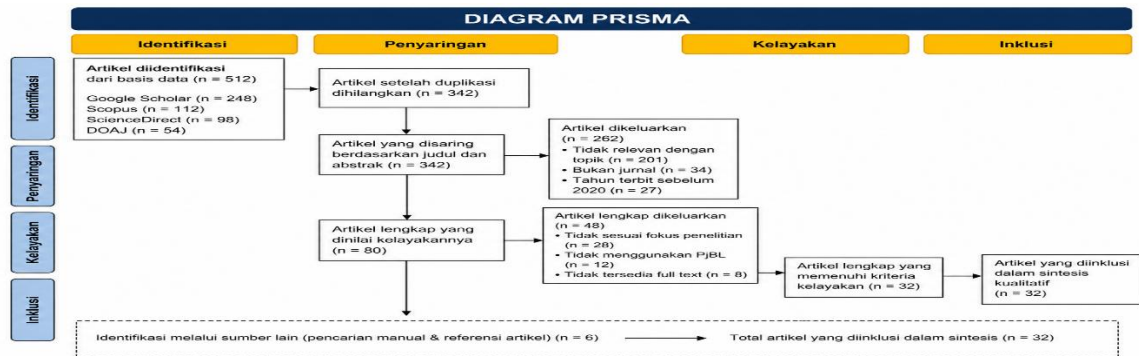 DIAGRAM PRISMA
Identifikasi
Penyaringan
Kelayakan
Inklusi
Identifikasi
Artikel diidentifikasi
dari basis data (n = 512)
Google Scholar (n = 248)
Scopus (n = 112)
ScienceDirect (n = 98)
DOAJ (n = 54)
Artikel setelah duplikasi
dihilangkan (n = 342)
Penyaringan
Artikel yang disaring
berdasarkan judul dan
abstrak (n = 342)
Artikel dikeluarkan
(n = 262)
• Tidak relevan dengan
topik (n = 201)
• Bukan jurnal (n = 34)
• Tahun terbit sebelum
2020 (n = 27)
Kelayakan
Artikel lengkap yang
dinilai kelayakannya
(n = 80)
Artikel lengkap dikeluarkan
(n = 48)
• Tidak sesuai fokus penelitian
(n = 28)
• Tidak menggunakan PjBL
(n = 12)
• Tidak tersedia full text (n = 8)
Artikel lengkap yang
memenuhi kriteria
kelayakan (n = 32)
Artikel yang diinklusi
dalam sintesis
kualitatif
(n = 32)
Inklusi
Identifikasi melalui sumber lain (pencarian manual & referensi artikel) (n = 6)
Total artikel yang diinklusi dalam sintesis (n = 32)